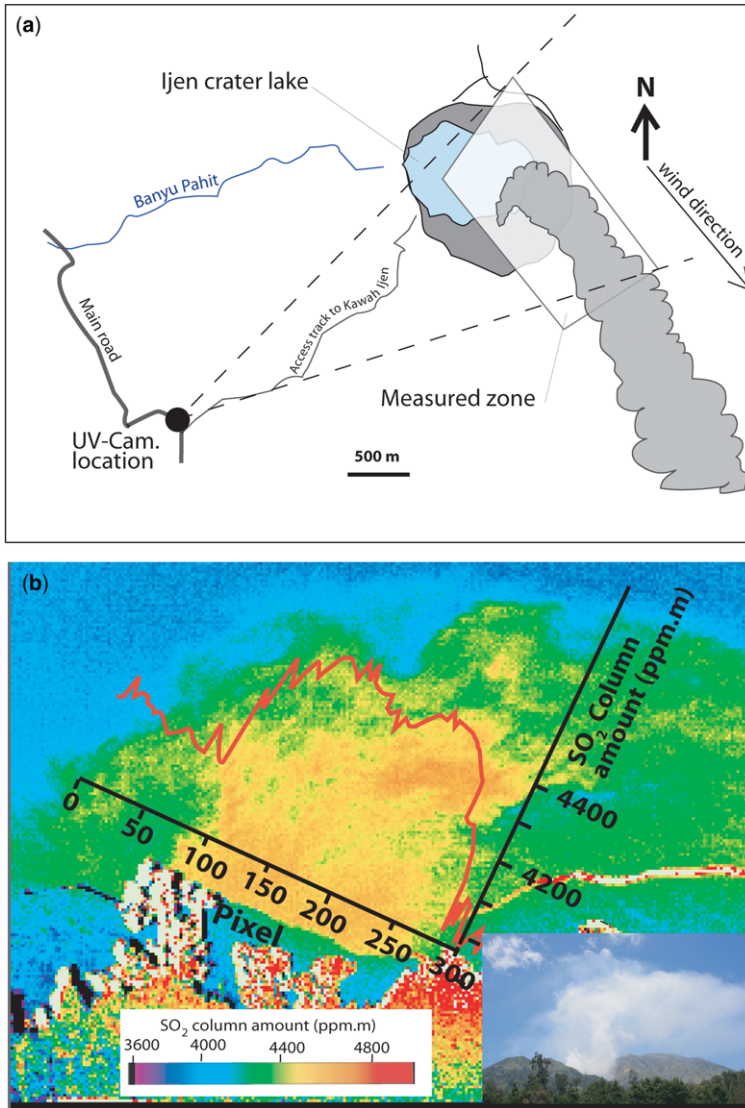 (a)
Ijen crater lake
N
wind direction
Banyu Pahit
Main road
Access track to Kawah Ijen
Measured zone
UV-Cam.
location
500 m
(b)
SO₂ Column
amount (ppm.m)
4400
4200
0
50
100
150
200
250
300
Pixel
SO₂ column amount (ppm.m)
3600 4000 4400 4800